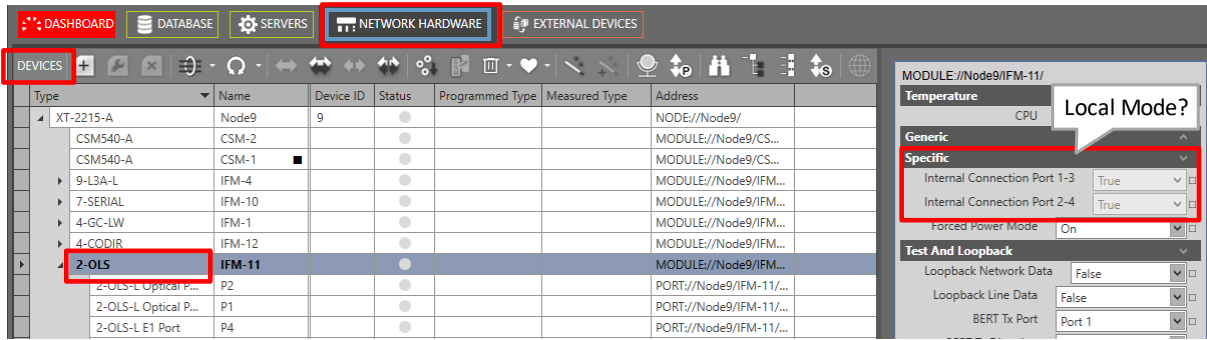 DASHBOARD DATABASE SERVERS NETWORK HARDWARE EXTERNAL DEVICES
DEVICES
Type Name Device ID Status Programmed Type Measured Type Address
XT-2215-A Node9 9 NODE://Node9/
CSM540-A CSM-2 MODULE://Node9/CS...
CSM540-A CSM-1 MODULE://Node9/CS...
9-L3A-L IFM-4 MODULE://Node9/IFM...
7-SERIAL IFM-10 MODULE://Node9/IFM...
4-GC-LW IFM-1 MODULE://Node9/IFM...
4-CODIR IFM-12 MODULE://Node9/IFM...
2-OLS IFM-11 MODULE://Node9/IFM...
2-OLS-L Optical P... P2 PORT://Node9/IFM-11/...
2-OLS-L Optical P... P1 PORT://Node9/IFM-11/...
2-OLS-L E1 Port P4 PORT://Node9/IFM-11/...
MODULE://Node9/IFM-11/
Temperature
CPU
Local Mode?
Generic
Specific
Internal Connection Port 1-3 True
Internal Connection Port 2-4 True
Forced Power Mode On
Test And Loopback
Loopback Network Data False
Loopback Line Data False
BERT Tx Port Port 1